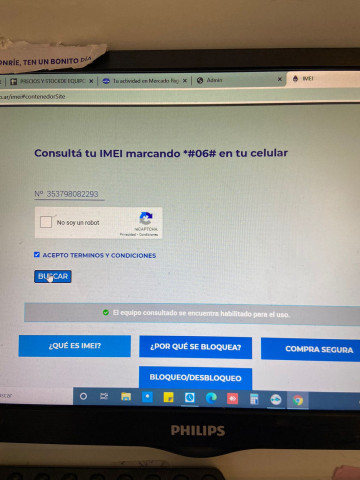 ONRÍE, TEN UN BONITO DÍA
PRECIOS Y STOCK DE EQUIPO ×
Tu actividad en Mercado Pag ×
Admin ×
IMEI
.ar/imei#contenedorSite
Consultá tu IMEI marcando *#06# en tu celular
Nº :353798082293
No soy un robot
reCAPTCHA
Privacidad - Condiciones
ACEPTO TERMINOS Y CONDICIONES
BUSCAR
El equipo consultado se encuentra habilitado para el uso.
¿QUÉ ES IMEI?
¿POR QUÉ SE BLOQUEA?
COMPRA SEGURA
BLOQUEO/DESBLOQUEO
PHILIPS